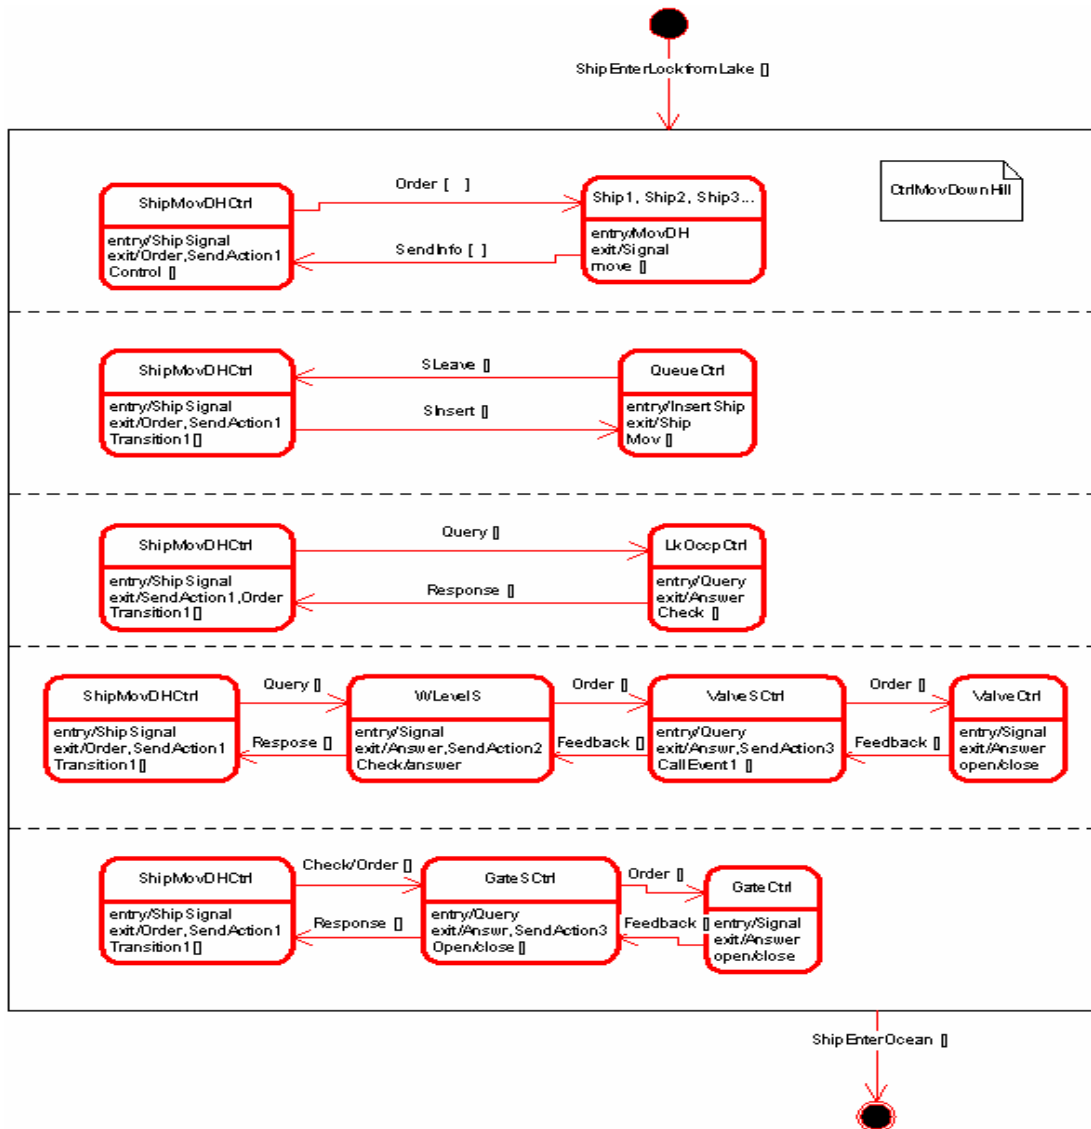 ShipEnterLockfromLake []
CtrlMovDownHill
Order [ ]
ShipMovDHCtrl
entry/ShipSignal
exit/Order,SendAction1
Control []
Ship1, Ship2, Ship3...
entry/MovDH
exit/Signal
move []
SendInfo [ ]
ShipMovDHCtrl
entry/ShipSignal
exit/Order,SendAction1
Transition1[]
SLeave []
SInsert []
QueueCtrl
entry/InsertShip
exit/Ship
Mov []
ShipMovDHCtrl
entry/ShipSignal
exit/SendAction1,Order
Transition1[]
Query []
Response []
LkOccpCtrl
entry/Query
exit/Answer
Check []
ShipMovDHCtrl
entry/ShipSignal
exit/Order,SendAction1
Transition1[]
Query []
Respose []
WLevelS
entry/Signal
exit/Answer,SendAction2
Check/answer
Order []
Feedback []
ValveSCtrl
entry/Query
exit/Answr,SendAction3
CallEvent1 []
Order []
Feedback []
ValveCtrl
entry/Signal
exit/Answer
open/close
ShipMovDHCtrl
entry/ShipSignal
exit/Order,SendAction1
Transition1[]
Check/Order []
Response []
GateSCtrl
entry/Query
exit/Answr,SendAction3
Open/close[]
Order []
Feedback []
GateCtrl
entry/Signal
exit/Answer
open/close
ShipEnterOcean []